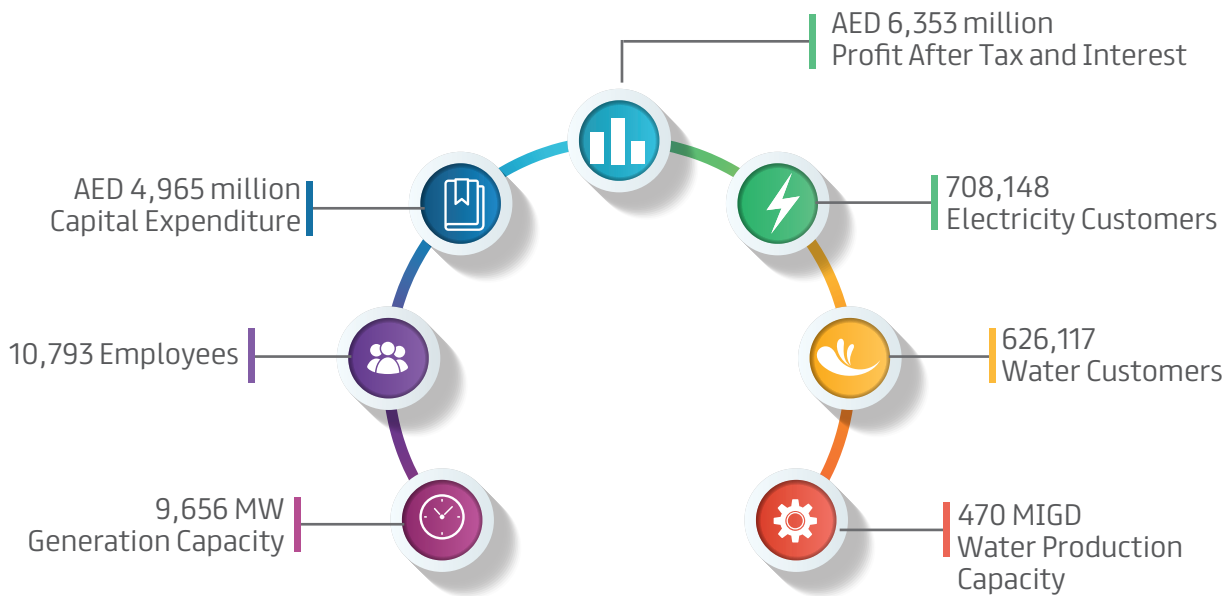 AED 6,353 million
Profit After Tax and Interest
AED 4,965 million
Capital Expenditure
708,148
Electricity Customers
10,793 Employees
626,117
Water Customers
9,656 MW
Generation Capacity
470 MIGD
Water Production
Capacity